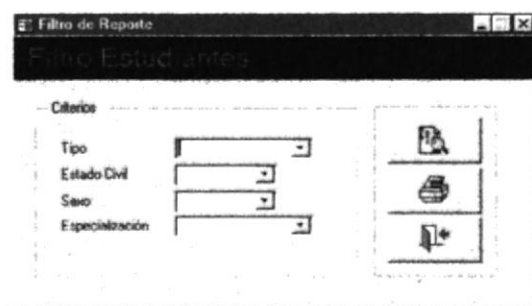 Filtro de Reporte
Filtro Estudiantes
Criterios
Tipo
Estado Civil
Sexo
Especialización